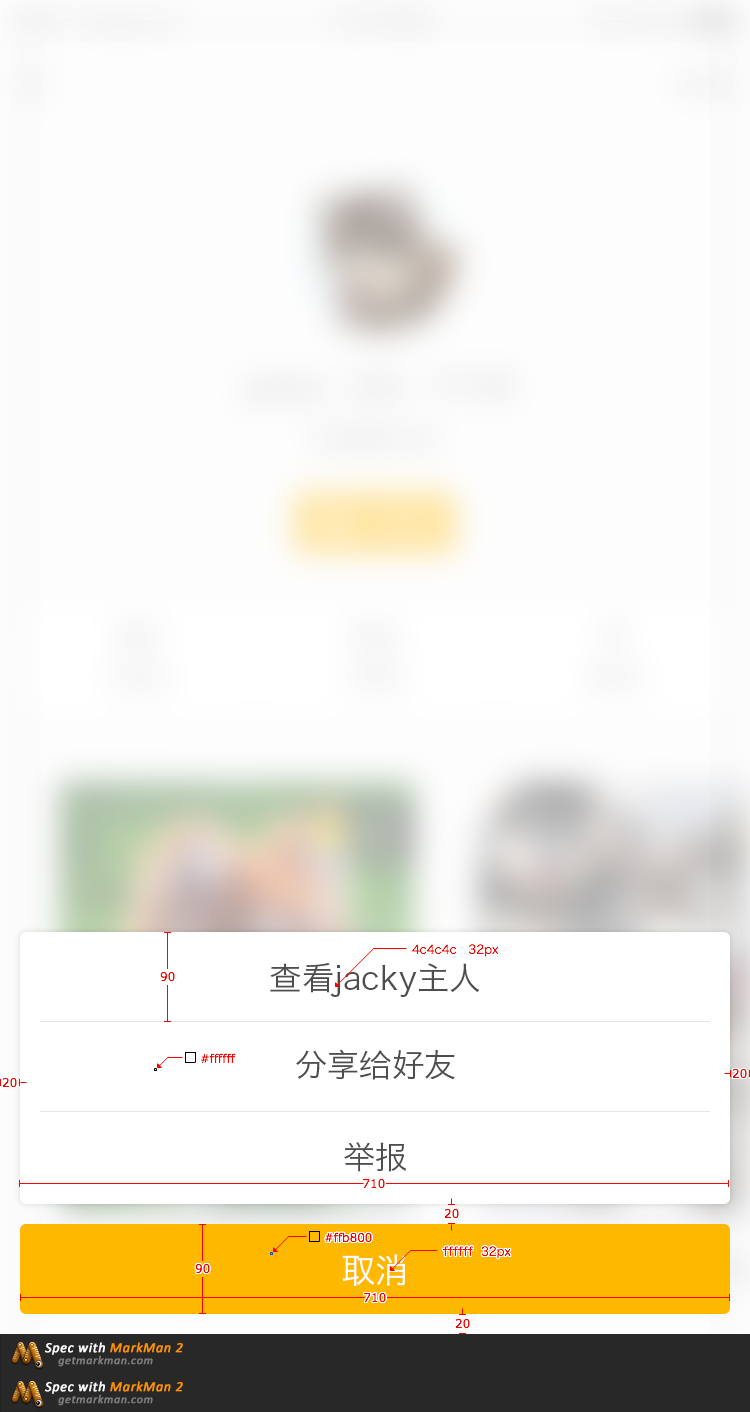 4c4c4c 32px
查看jacky主人
90
#ffffff
分享给好友
20
20
举报
710
20
#ffb800
ffffff 32px
取消
90
710
20
Spec with MarkMan 2
getmarkman.com
Spec with MarkMan 2
getmarkman.com